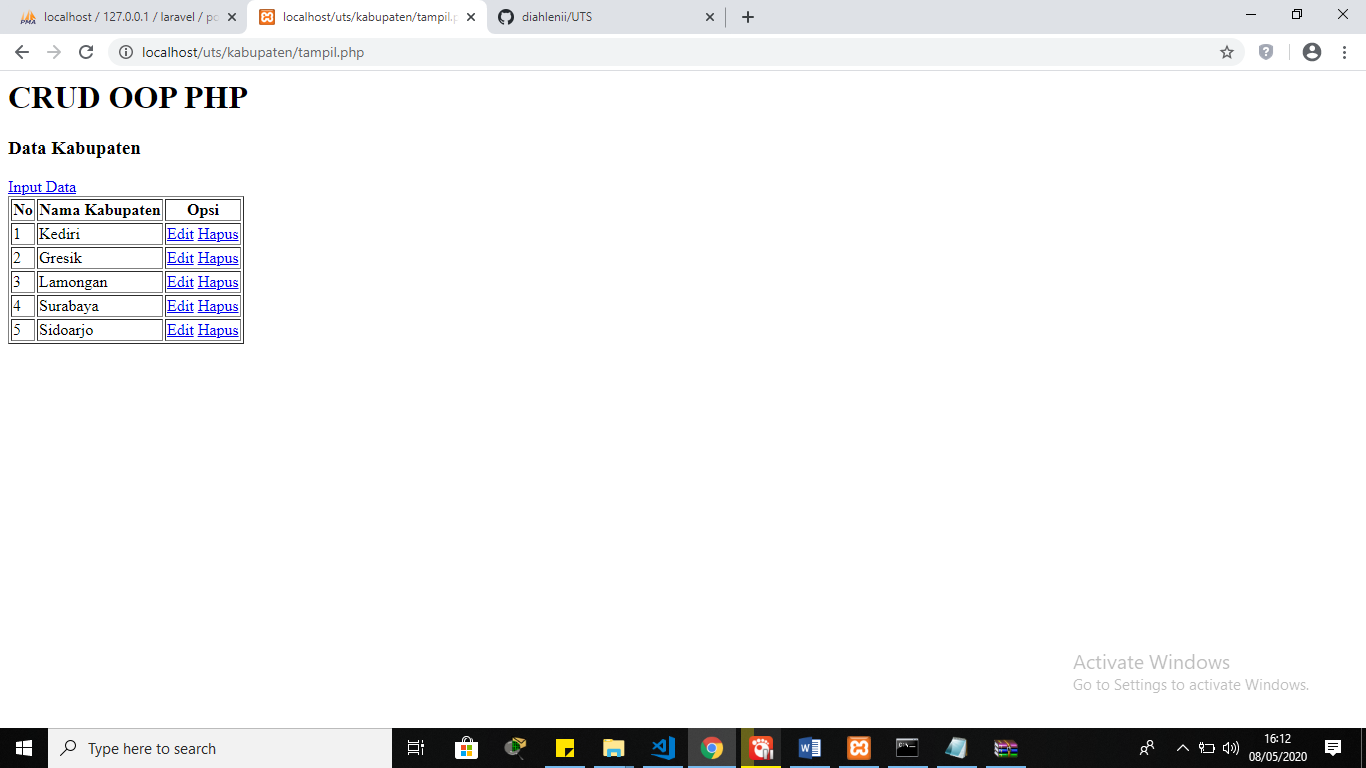 localhost / 127.0.0.1 / laravel / po
localhost/uts/kabupaten/tampil.p
diahlenii/UTS
localhost/uts/kabupaten/tampil.php
CRUD OOP PHP
Data Kabupaten
Input Data
No Nama Kabupaten Opsi
1 Kediri Edit Hapus
2 Gresik Edit Hapus
3 Lamongan Edit Hapus
4 Surabaya Edit Hapus
5 Sidoarjo Edit Hapus
Activate Windows
Go to Settings to activate Windows.
Type here to search
16:12
08/05/2020